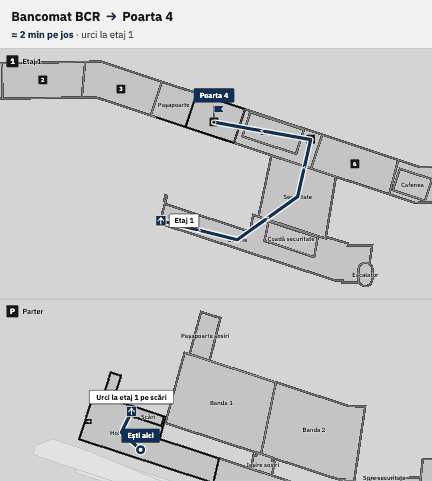 Bancomat BCR → Poarta 4
≈ 2 min pe jos · urci la etaj 1
1 Etaj 1
2
3
Pașapoarte
Poarta 4
6
Cafenea
Etaj 1
Coadă securitate
Escalator
P Parter
Pașapoarte sosiri
Banda 1
Banda 2
Urci la etaj 1 pe scări
Scări
Ești aici